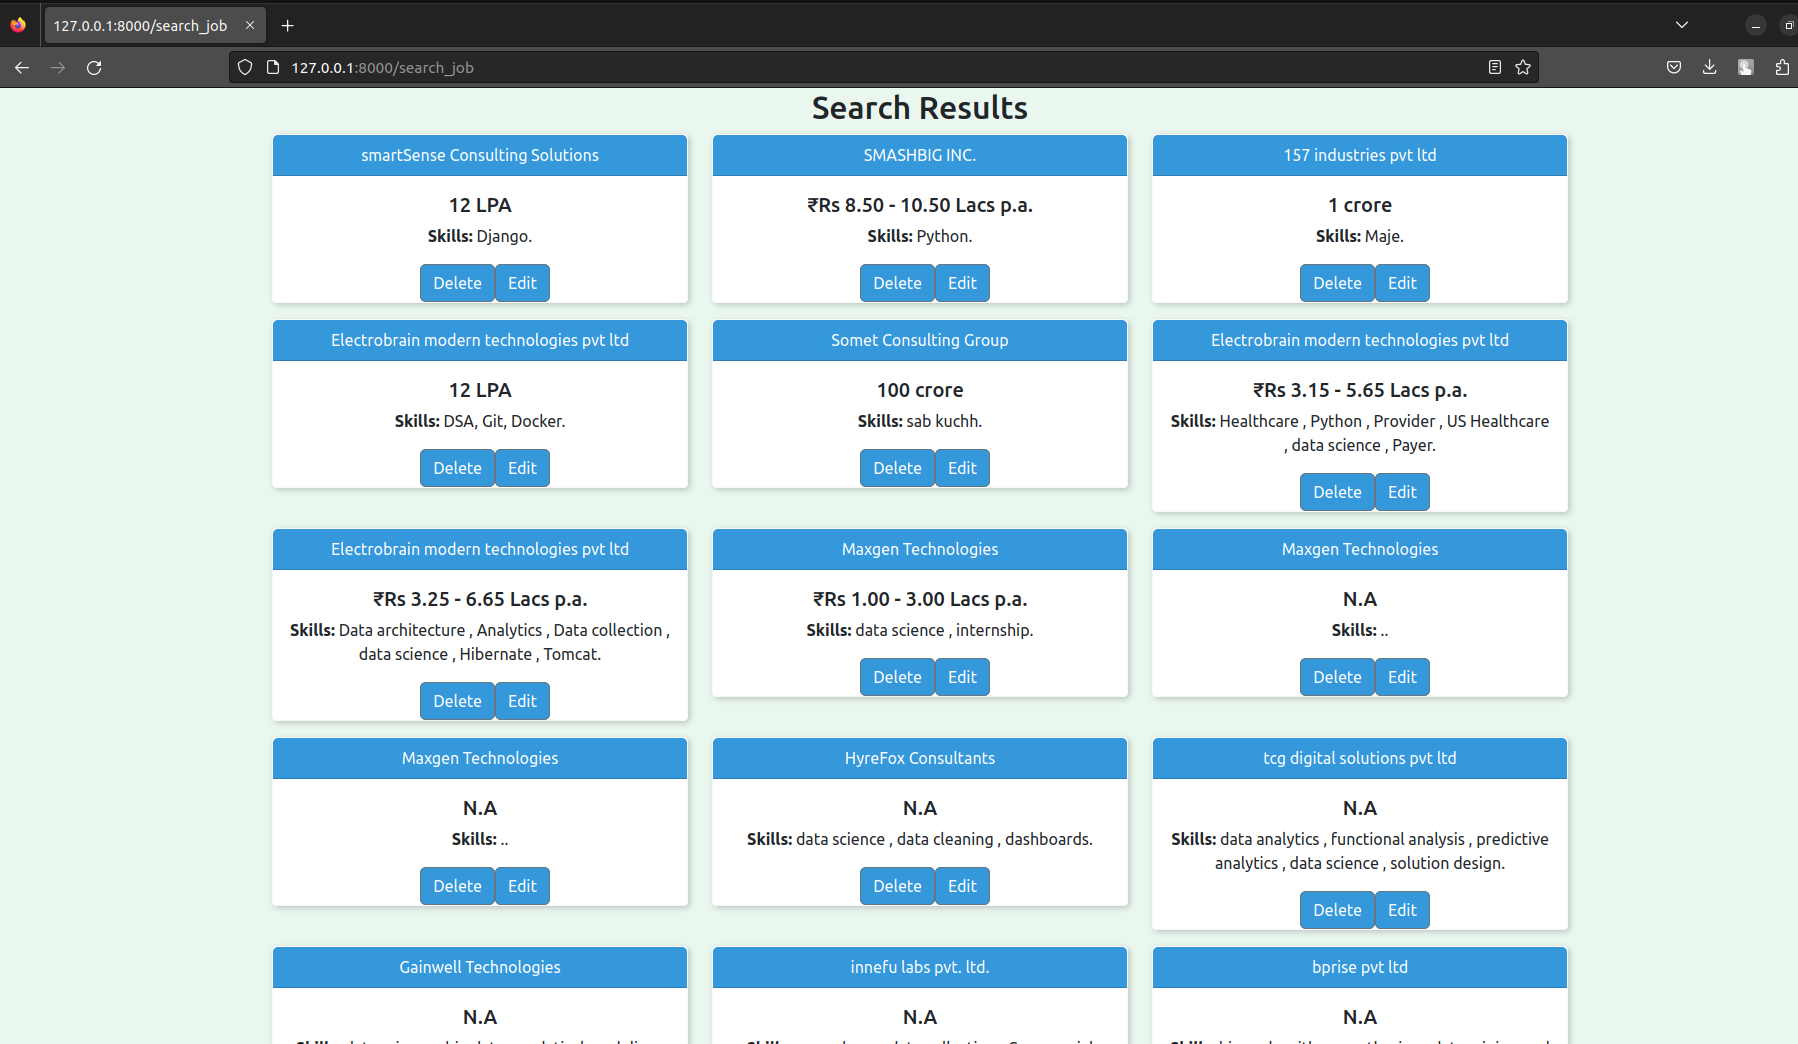 127.0.0.1:8000/search_job
127.0.0.1:8000/search_job
Search Results
smartSense Consulting Solutions
12 LPA
Skills: Django.
Delete Edit
SMASHBIG INC.
₹Rs 8.50 - 10.50 Lacs p.a.
Skills: Python.
Delete Edit
157 industries pvt ltd
1 crore
Skills: Maje.
Delete Edit
Electrobrain modern technologies pvt ltd
12 LPA
Skills: DSA, Git, Docker.
Delete Edit
Somet Consulting Group
100 crore
Skills: sab kuchh.
Delete Edit
Electrobrain modern technologies pvt ltd
₹Rs 3.15 - 5.65 Lacs p.a.
Skills: Healthcare , Python , Provider , US Healthcare
, data science , Payer.
Delete Edit
Electrobrain modern technologies pvt ltd
₹Rs 3.25 - 6.65 Lacs p.a.
Skills: Data architecture , Analytics , Data collection ,
data science , Hibernate , Tomcat.
Delete Edit
Maxgen Technologies
₹Rs 1.00 - 3.00 Lacs p.a.
Skills: data science , internship.
Delete Edit
Maxgen Technologies
N.A
Skills: ..
Delete Edit
Maxgen Technologies
N.A
Skills: ..
Delete Edit
HyreFox Consultants
N.A
Skills: data science , data cleaning , dashboards.
Delete Edit
tcg digital solutions pvt ltd
N.A
Skills: data analytics , functional analysis , predictive
analytics , data science , solution design.
Delete Edit
Gainwell Technologies
N.A
innefu labs pvt. ltd.
N.A
bprise pvt ltd
N.A